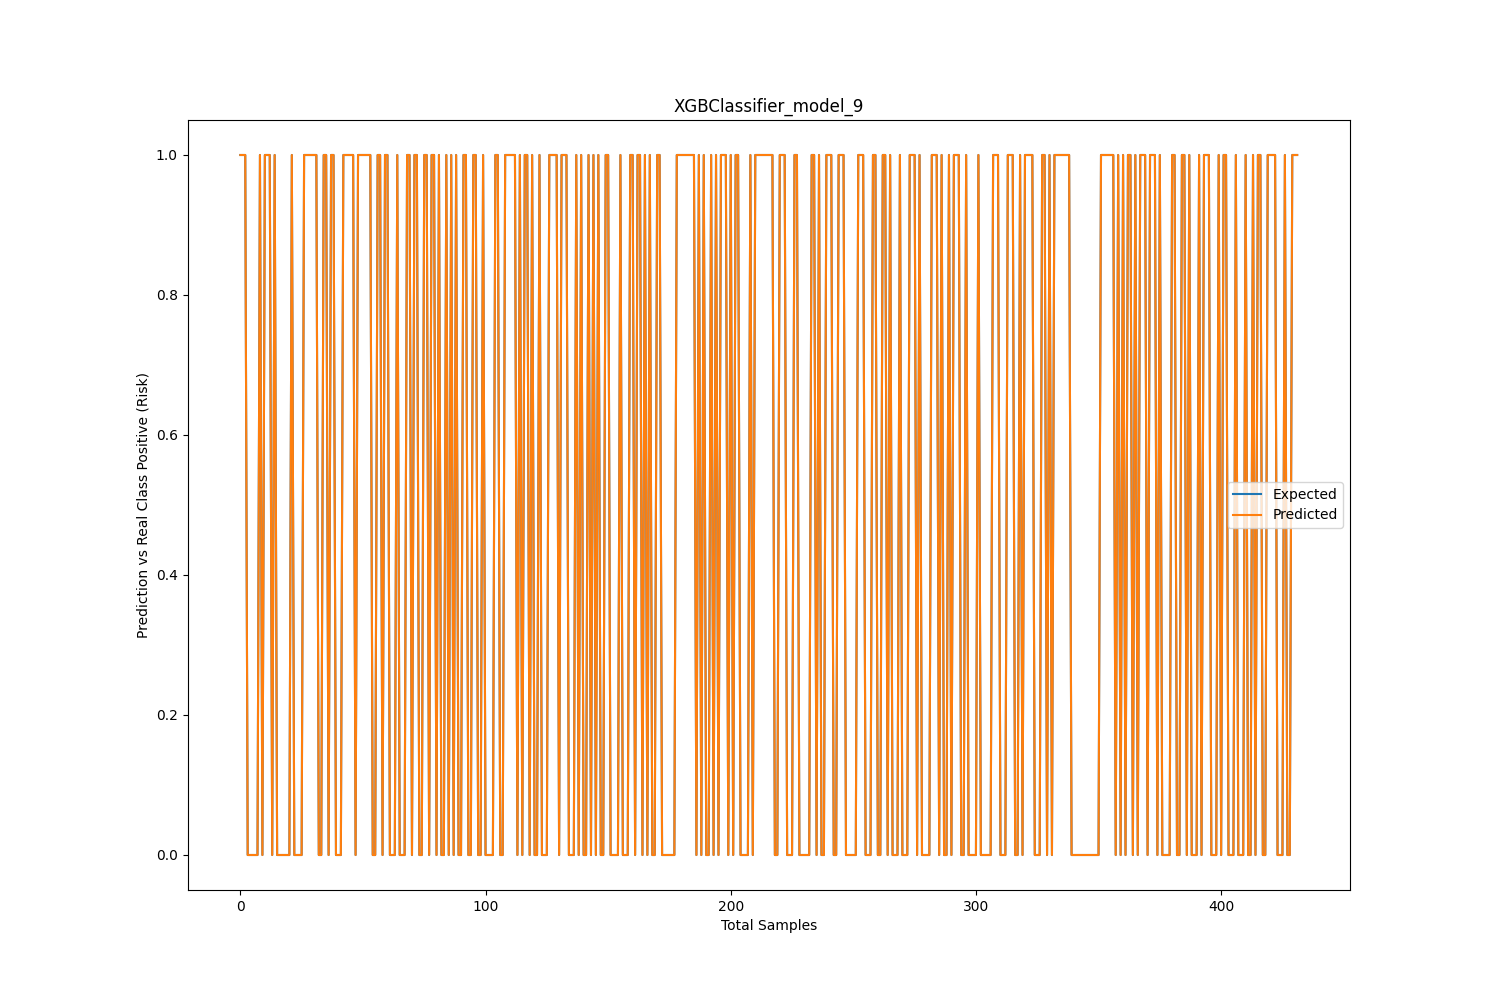 XGBClassifier_model_9
Prediction vs Real Class Positive (Risk)
1.0
0.8
0.6
0.4
0.2
0.0
Expected
Predicted
0
100
200
300
400
Total Samples